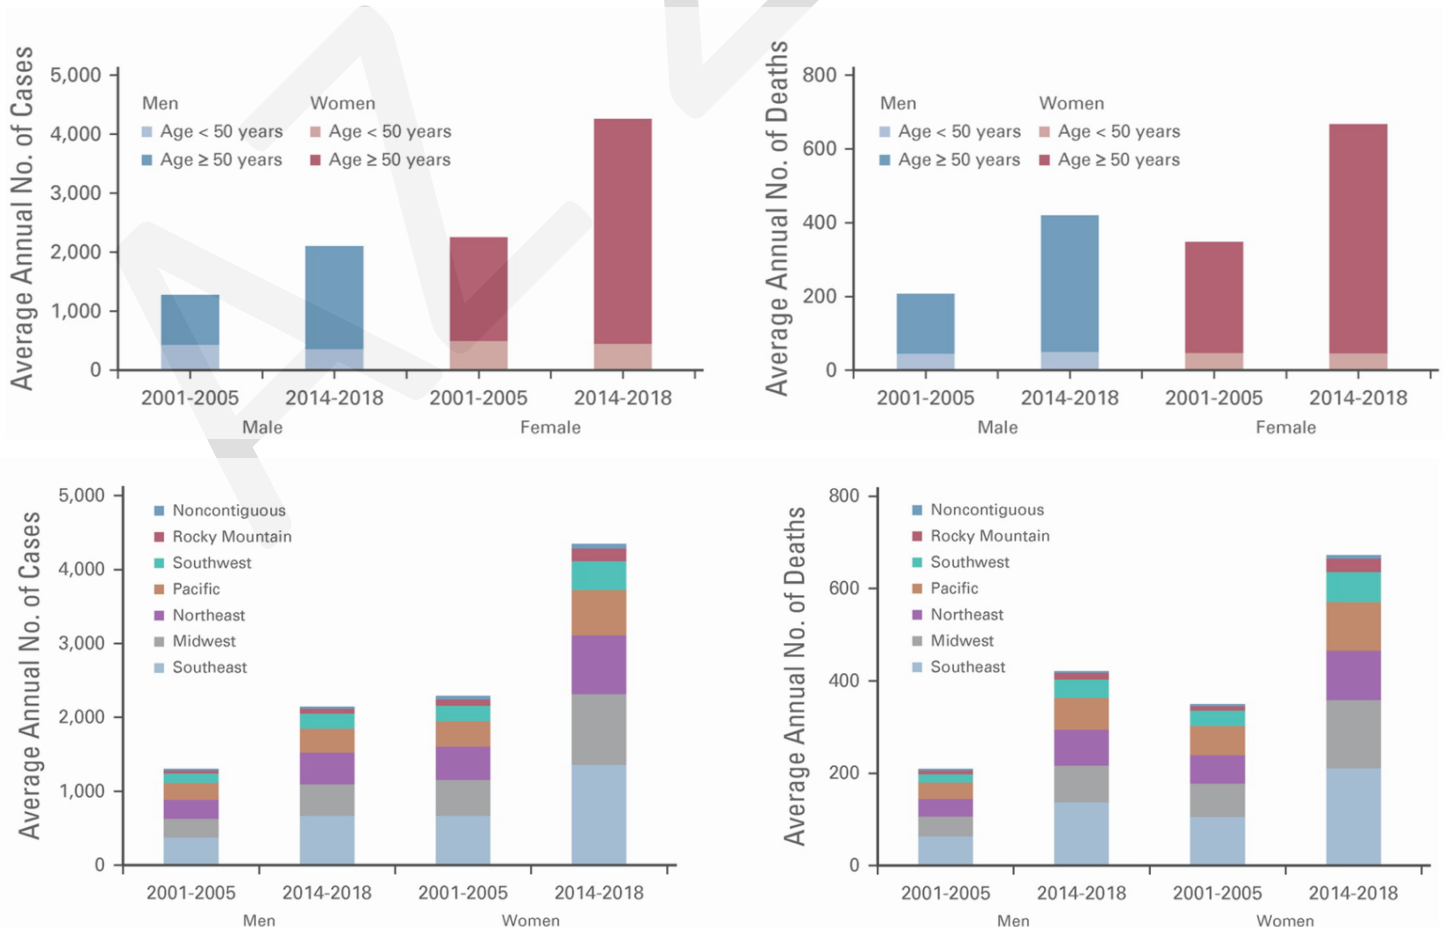 Average Annual No. of Cases
5,000
4,000
3,000
2,000
1,000
0
Men
Women
Age < 50 years
Age < 50 years
Age ≥ 50 years
Age ≥ 50 years
2001-2005
2014-2018
2001-2005
2014-2018
Male
Female
Average Annual No. of Deaths
800
600
400
200
0
Men
Women
Age < 50 years
Age < 50 years
Age ≥ 50 years
Age ≥ 50 years
2001-2005
2014-2018
2001-2005
2014-2018
Male
Female
Average Annual No. of Cases
5,000
4,000
3,000
2,000
1,000
0
Noncontiguous
Rocky Mountain
Southwest
Pacific
Northeast
Midwest
Southeast
2001-2005
2014-2018
2001-2005
2014-2018
Men
Women
Average Annual No. of Deaths
800
600
400
200
0
Noncontiguous
Rocky Mountain
Southwest
Pacific
Northeast
Midwest
Southeast
2001-2005
2014-2018
2001-2005
2014-2018
Men
Women